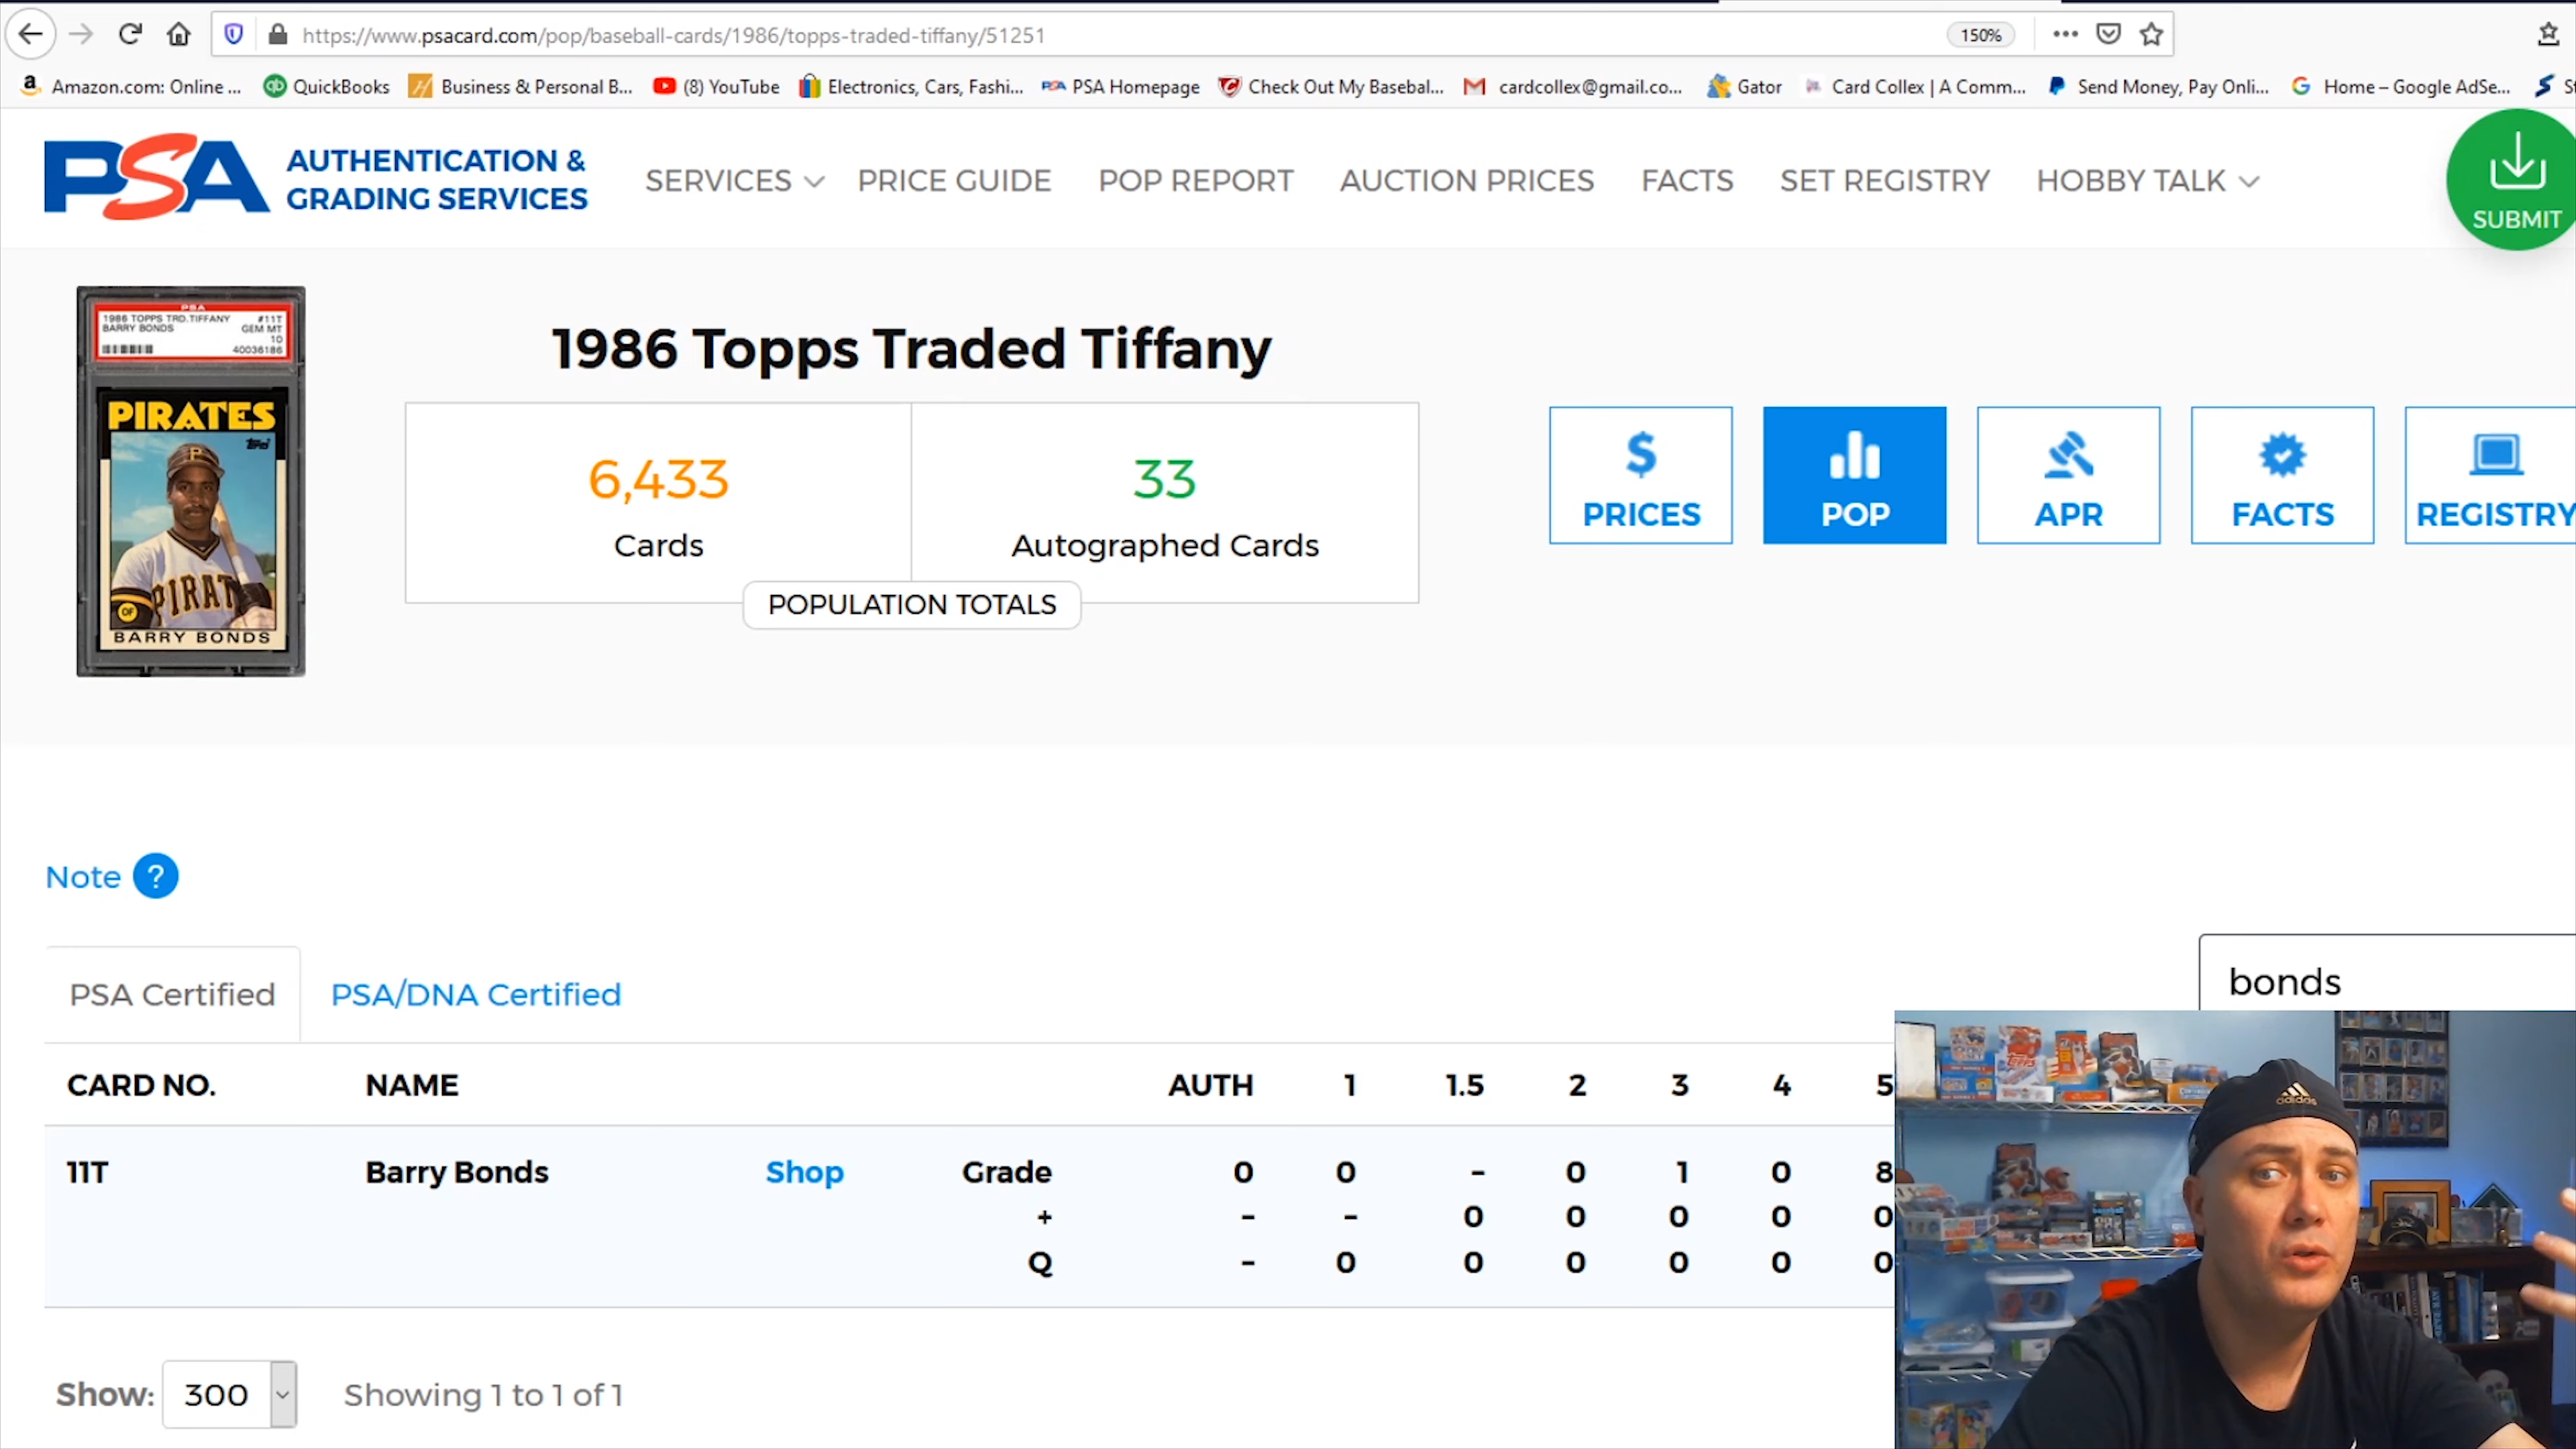 https://www.psacard.com/pop/baseball-cards/1986/topps-traded-tiffany/51251
150%
Amazon.com: Online ...
QuickBooks
Business & Personal B...
(8) YouTube
Electronics, Cars, Fashi...
PSA Homepage
Check Out My Basebal...
cardcollex@gmail.co...
Gator
Card Collex | A Comm...
Send Money, Pay Onli...
Home – Google AdSe...
PSA AUTHENTICATION &
GRADING SERVICES
SERVICES
PRICE GUIDE
POP REPORT
AUCTION PRICES
FACTS
SET REGISTRY
HOBBY TALK
SUBMIT
PSA
1986 TOPPS TRD.TIFFANY #11T
BARRY BONDS GEM MT
10
40036186
PIRATES
Topps
P
PIRAT
OF
BARRY BONDS
1986 Topps Traded Tiffany
6,433
Cards
33
Autographed Cards
POPULATION TOTALS
PRICES
POP
APR
FACTS
REGISTRY
Note ?
PSA Certified
PSA/DNA Certified
bonds
CARD NO. NAME AUTH 1 1.5 2 3 4 5
11T Barry Bonds Shop Grade 0 0 - 0 1 0 8
+ - - 0 0 0 0 0
Q - 0 0 0 0 0 0
Show: 300 Showing 1 to 1 of 1
adidas